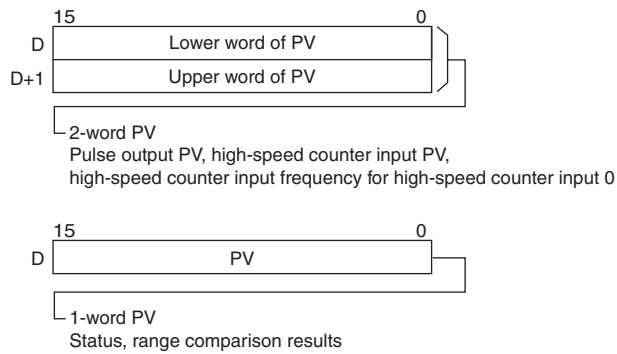 15 0
D Lower word of PV
D+1 Upper word of PV
2-word PV
Pulse output PV, high-speed counter input PV,
high-speed counter input frequency for high-speed counter input 0
15 0
D PV
1-word PV
Status, range comparison results